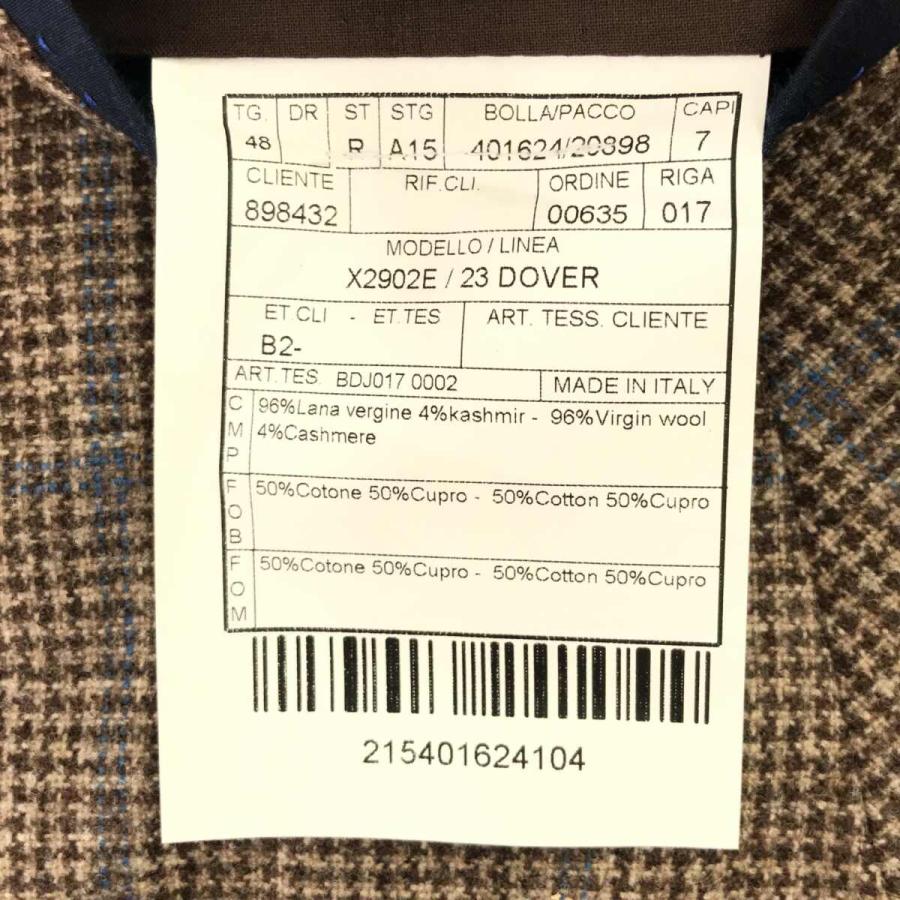 TG. DR ST STG BOLLA/PACCO CAPI
48 R A15 401624/20898 7
CLIENTE RIF.CLI. ORDINE RIGA
898432 00635 017
MODELLO / LINEA
X2902E / 23 DOVER
ET.CLI - ET.TES ART. TESS. CLIENTE
B2-
ART.TES. BDJ017 0002 MADE IN ITALY
CMP 96%Lana vergine 4%kashmir - 96%Virgin wool
4%Cashmere
FOB 50%Cotone 50%Cupro - 50%Cotton 50%Cupro
FOM 50%Cotone 50%Cupro - 50%Cotton 50%Cupro
215401624104